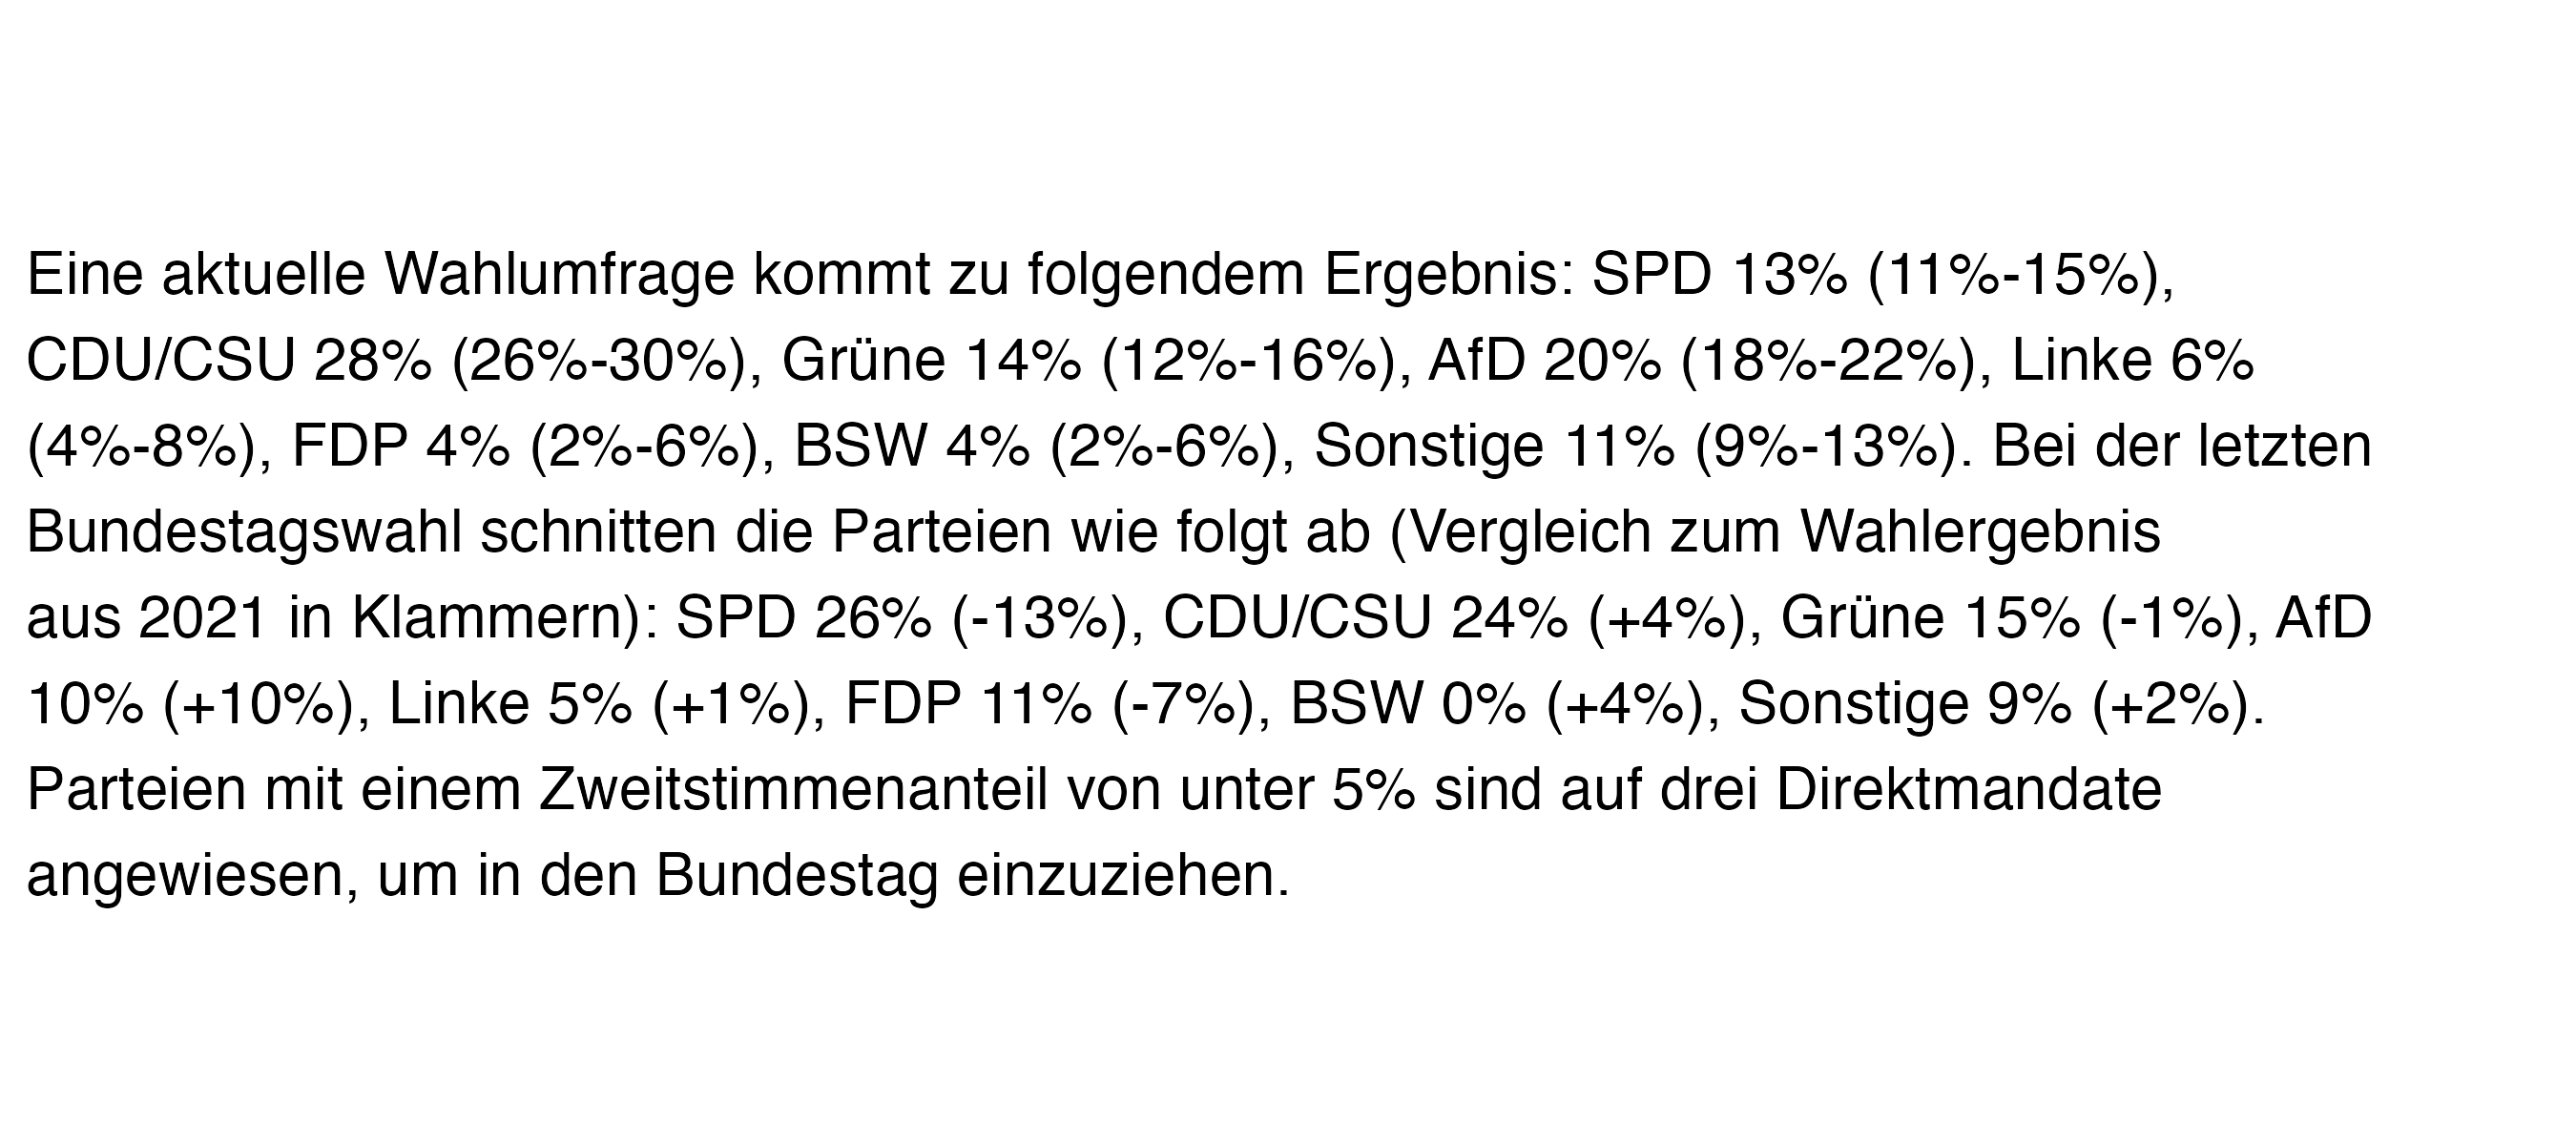 Eine aktuelle Wahlumfrage kommt zu folgendem Ergebnis: SPD 13% (11%-15%),
CDU/CSU 28% (26%-30%), Grüne 14% (12%-16%), AfD 20% (18%-22%), Linke 6%
(4%-8%), FDP 4% (2%-6%), BSW 4% (2%-6%), Sonstige 11% (9%-13%). Bei der letzten
Bundestagswahl schnitten die Parteien wie folgt ab (Vergleich zum Wahlergebnis
aus 2021 in Klammern): SPD 26% (-13%), CDU/CSU 24% (+4%), Grüne 15% (-1%), AfD
10% (+10%), Linke 5% (+1%), FDP 11% (-7%), BSW 0% (+4%), Sonstige 9% (+2%).
Parteien mit einem Zweitstimmenanteil von unter 5% sind auf drei Direktmandate
angewiesen, um in den Bundestag einzuziehen.